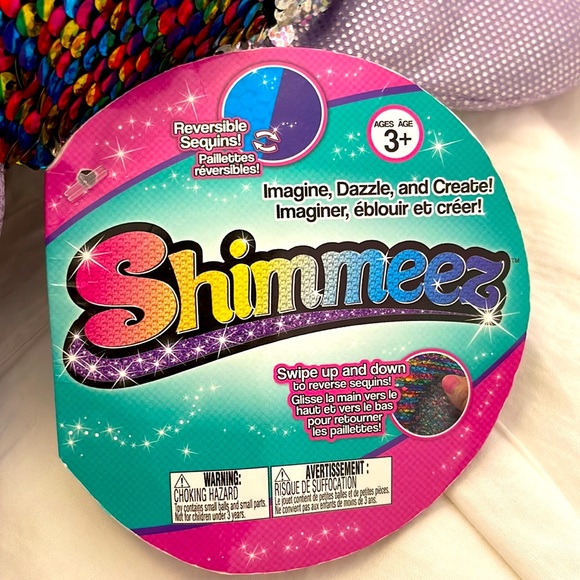 Reversible
Sequins!
Paillettes
réversibles!
AGES ÂGE
3+
Imagine, Dazzle, and Create!
Imaginer, éblouir et créer!
Shimmeez™
Swipe up and down
to reverse sequins!
Glisse la main vers le
haut et vers le bas
pour retourner
les paillettes!
WARNING:
CHOKING HAZARD
Toy contains small balls and small parts.
Not for children under 3 years.
AVERTISSEMENT :
RISQUE DE SUFFOCATION
Le jouet contient de petites balles et de petites pièces.
Ne convient pas aux enfants de moins de 3 ans.